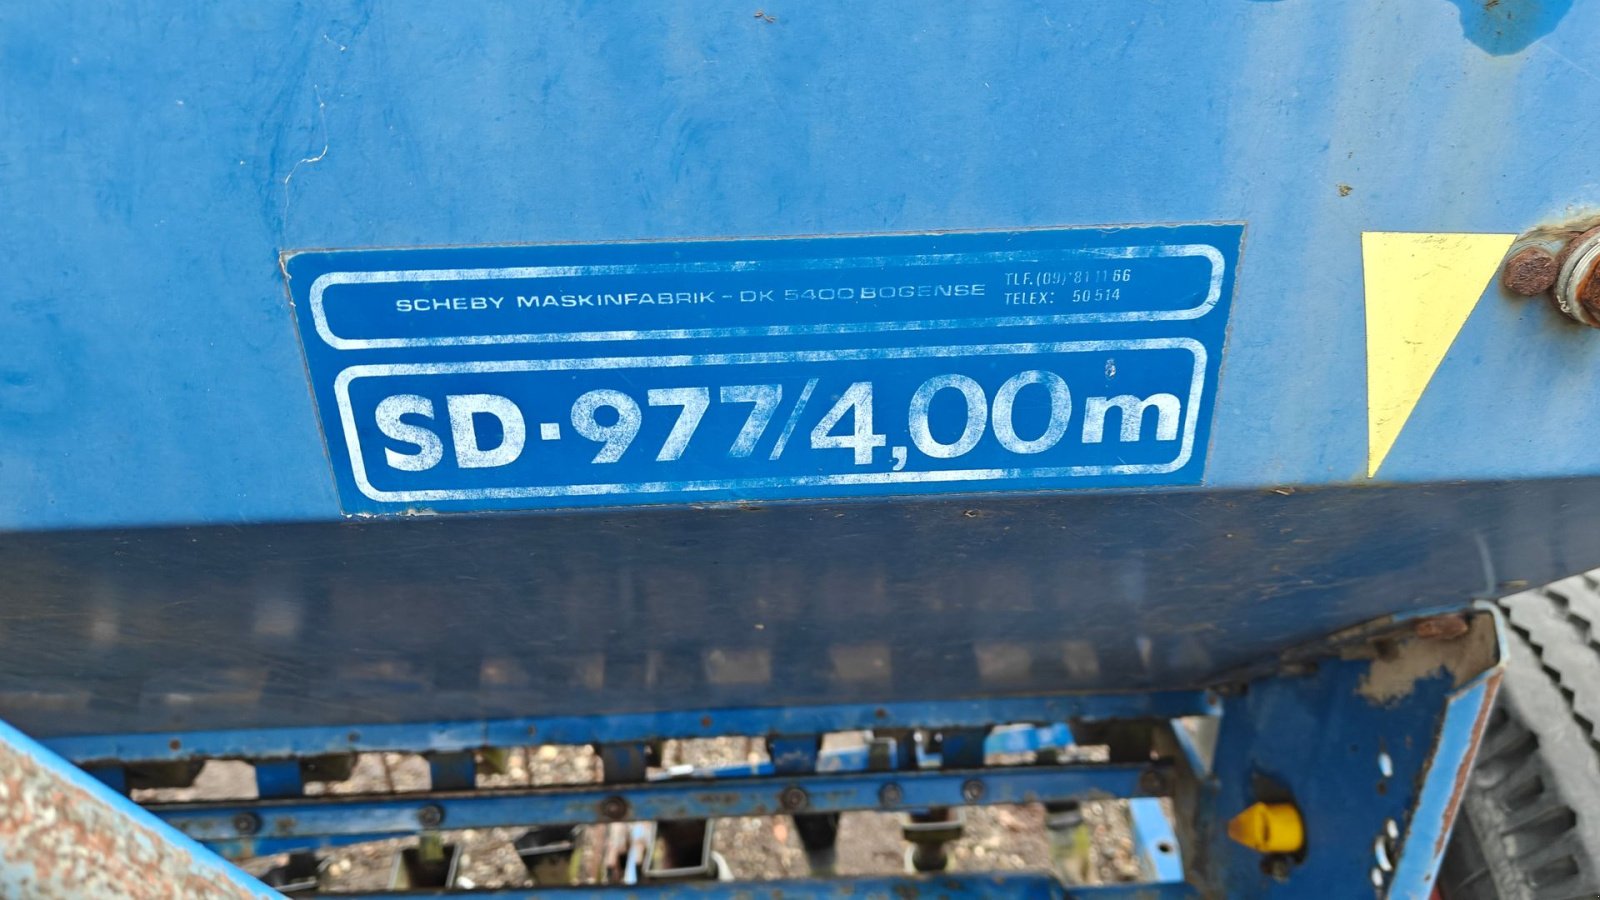 SCHEBY MASKINFABRIK - DK 5400 BOGENSE
TLF. (09) 81 11 66
TELEX: 50 514
SD-977/4,00m